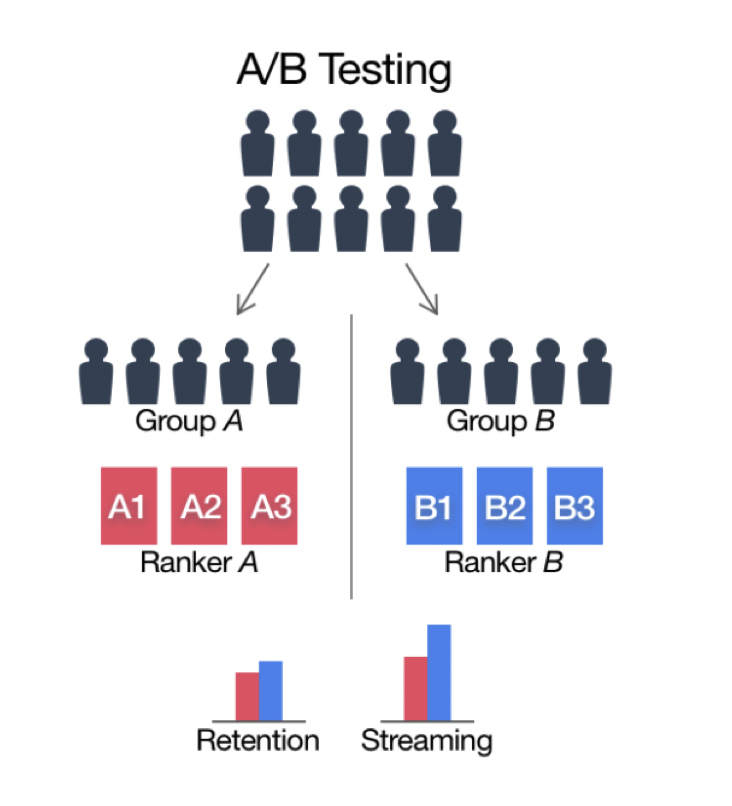 A/B Testing
Group A
Group B
A1 A2 A3
B1 B2 B3
Ranker A
Ranker B
Retention
Streaming